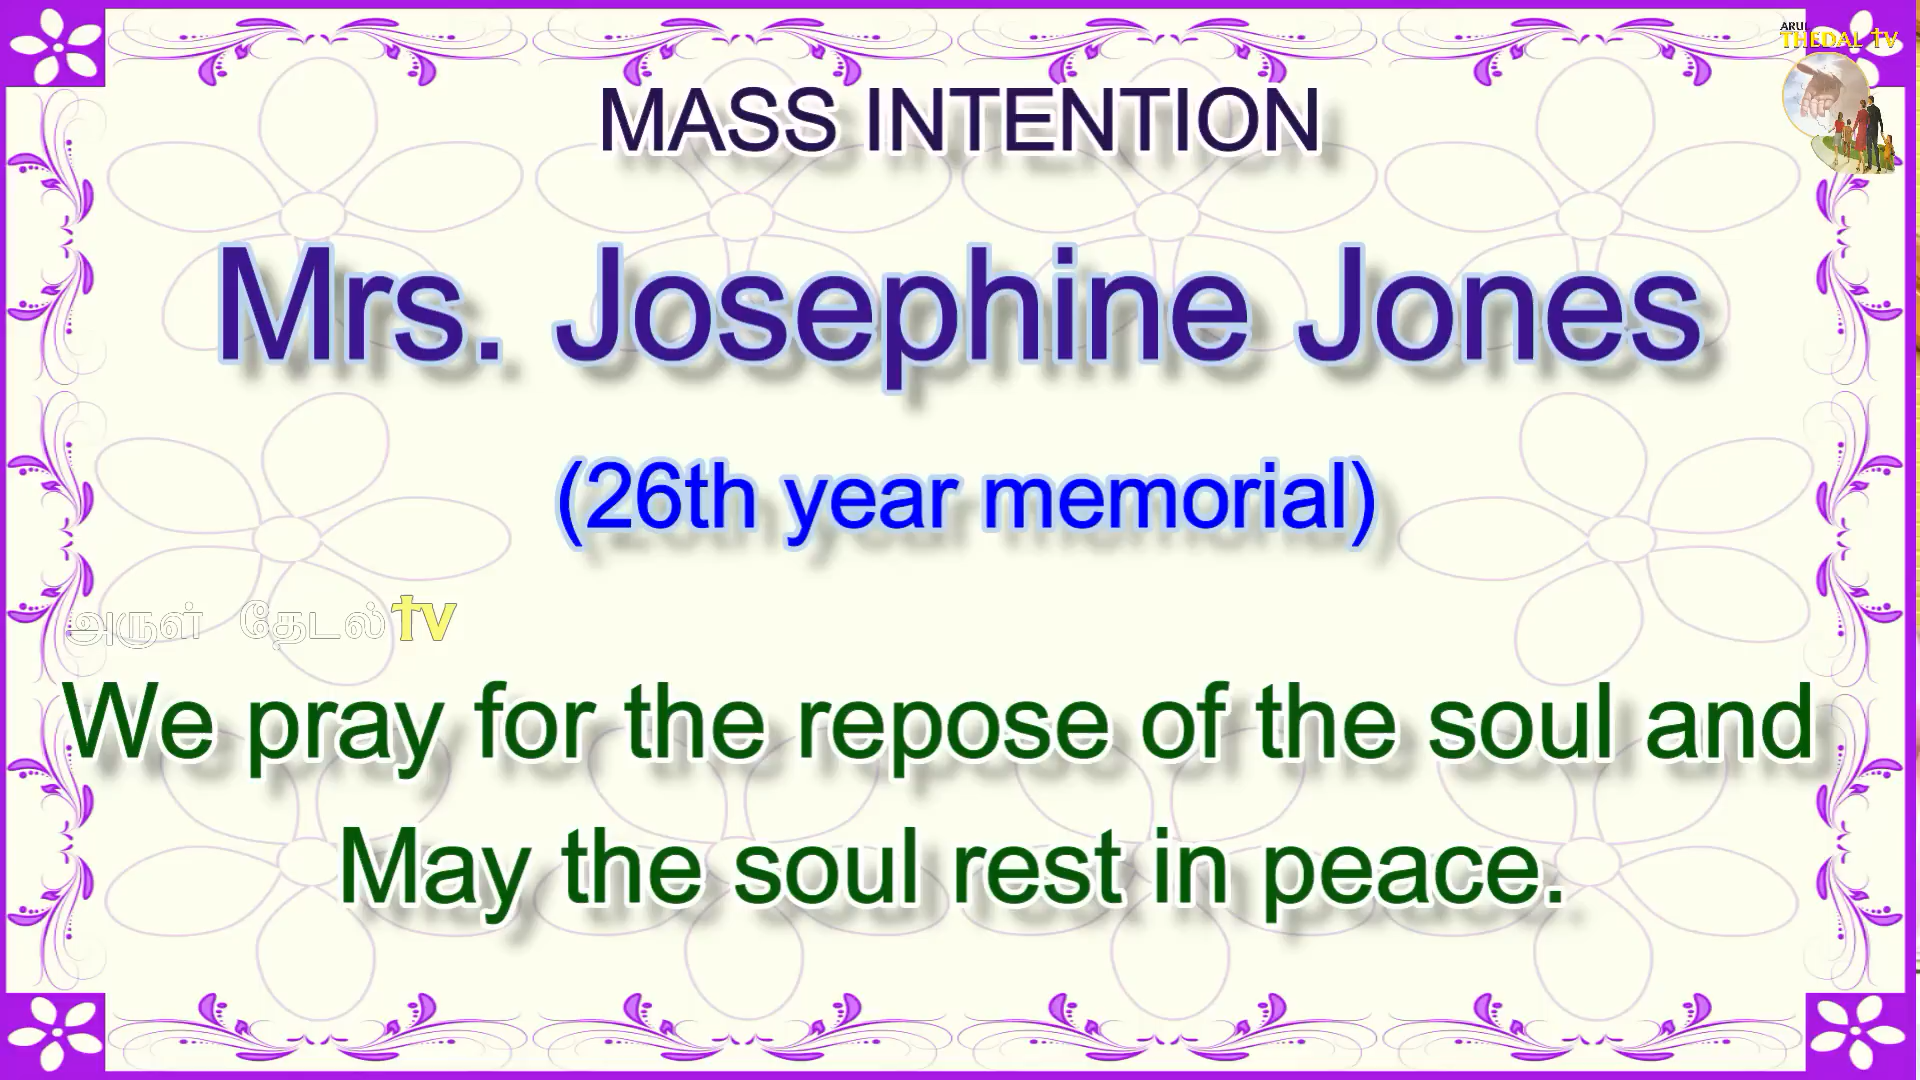 ARUL
THEDAL TV
MASS INTENTION
Mrs. Josephine Jones
(26th year memorial)
அருள் தேடல் tv
We pray for the repose of the soul and
May the soul rest in peace.